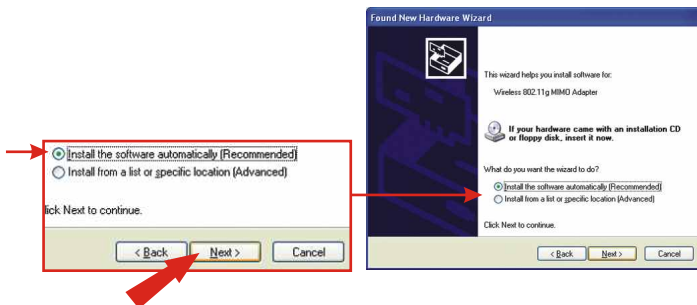 Found New Hardware Wizard
This wizard helps you install software for:
Wireless 802.11g MIMO Adapter
If your hardware came with an installation CD
or floppy disk, insert it now.
What do you want the wizard to do?
Install the software automatically (Recommended)
Install from a list or specific location (Advanced)
Click Next to continue.
< Back
Next >
Cancel
Install the software automatically (Recommended)
Install from a list or specific location (Advanced)
lick Next to continue.
< Back
Next >
Cancel